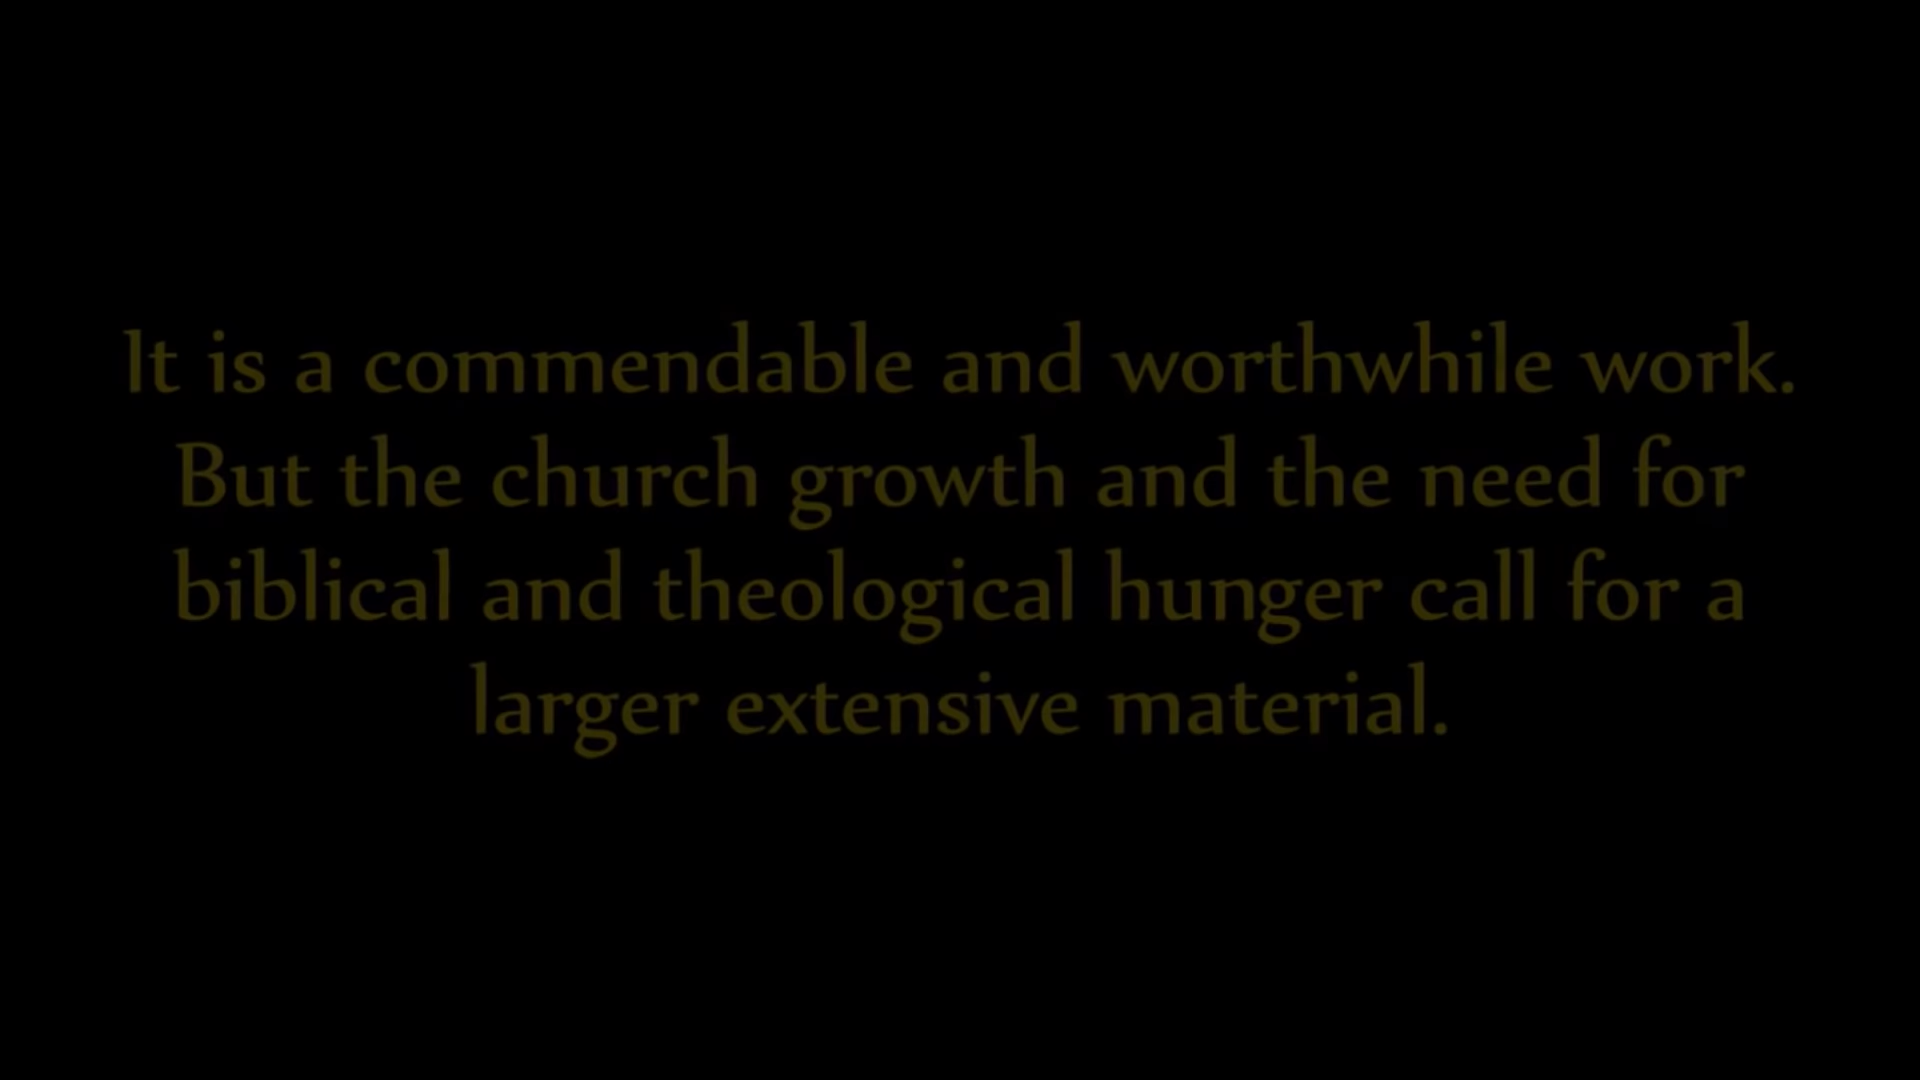 It is a commendable and worthwhile work.
But the church growth and the need for
biblical and theological hunger call for a
larger extensive material.